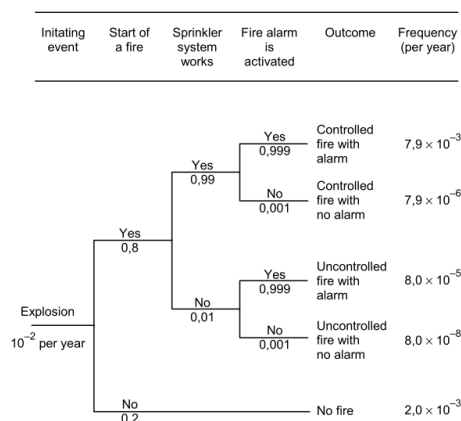 Initating event
Start of a fire
Sprinkler system works
Fire alarm is activated
Outcome
Frequency (per year)
Explosion
10⁻² per year
Yes
0,8
No
0,2
Yes
0,99
No
0,01
Yes
0,999
Controlled fire with alarm
7,9 × 10⁻³
No
0,001
Controlled fire with no alarm
7,9 × 10⁻⁶
Yes
0,999
Uncontrolled fire with alarm
8,0 × 10⁻⁵
No
0,001
Uncontrolled fire with no alarm
8,0 × 10⁻⁸
No fire
2,0 × 10⁻³